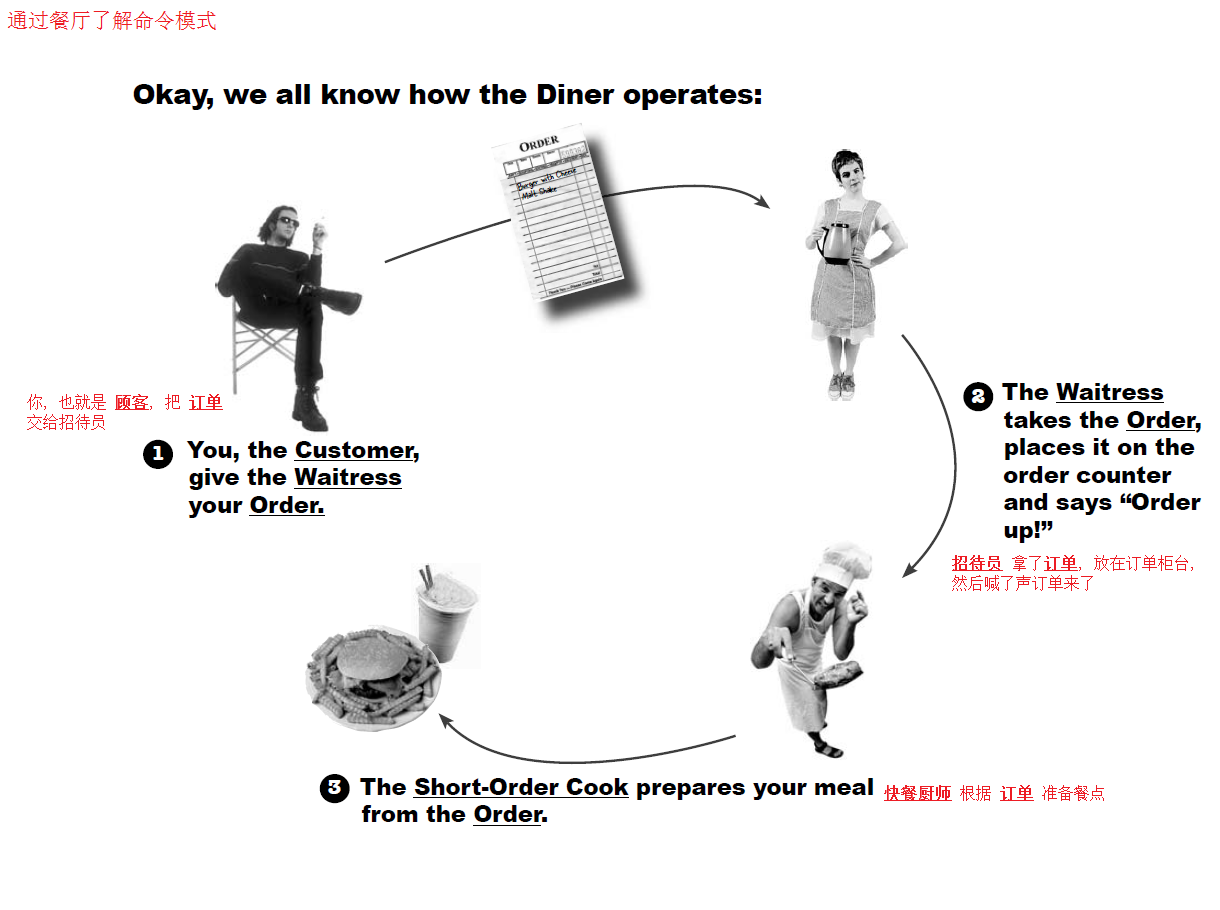 通过餐厅了解命令模式
Okay, we all know how the Diner operates:
ORDER
Burger with Cheese
Malt Shake
你，也就是 顾客，把 订单
交给招待员
1 You, the Customer,
give the Waitress
your Order.
2 The Waitress
takes the Order,
places it on the
order counter
and says “Order
up!”
招待员 拿了订单，放在订单柜台，
然后喊了声订单来了
3 The Short-Order Cook prepares your meal
from the Order.
快餐厨师 根据 订单 准备餐点